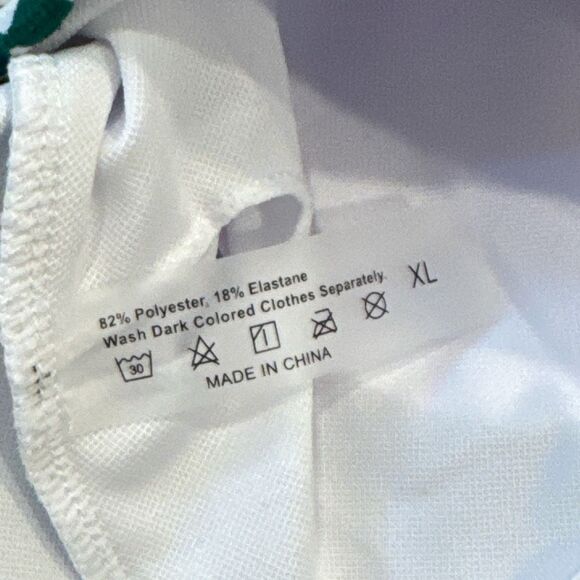 82% Polyester, 18% Elastane
Wash Dark Colored Clothes Separately.
XL
30
MADE IN CHINA